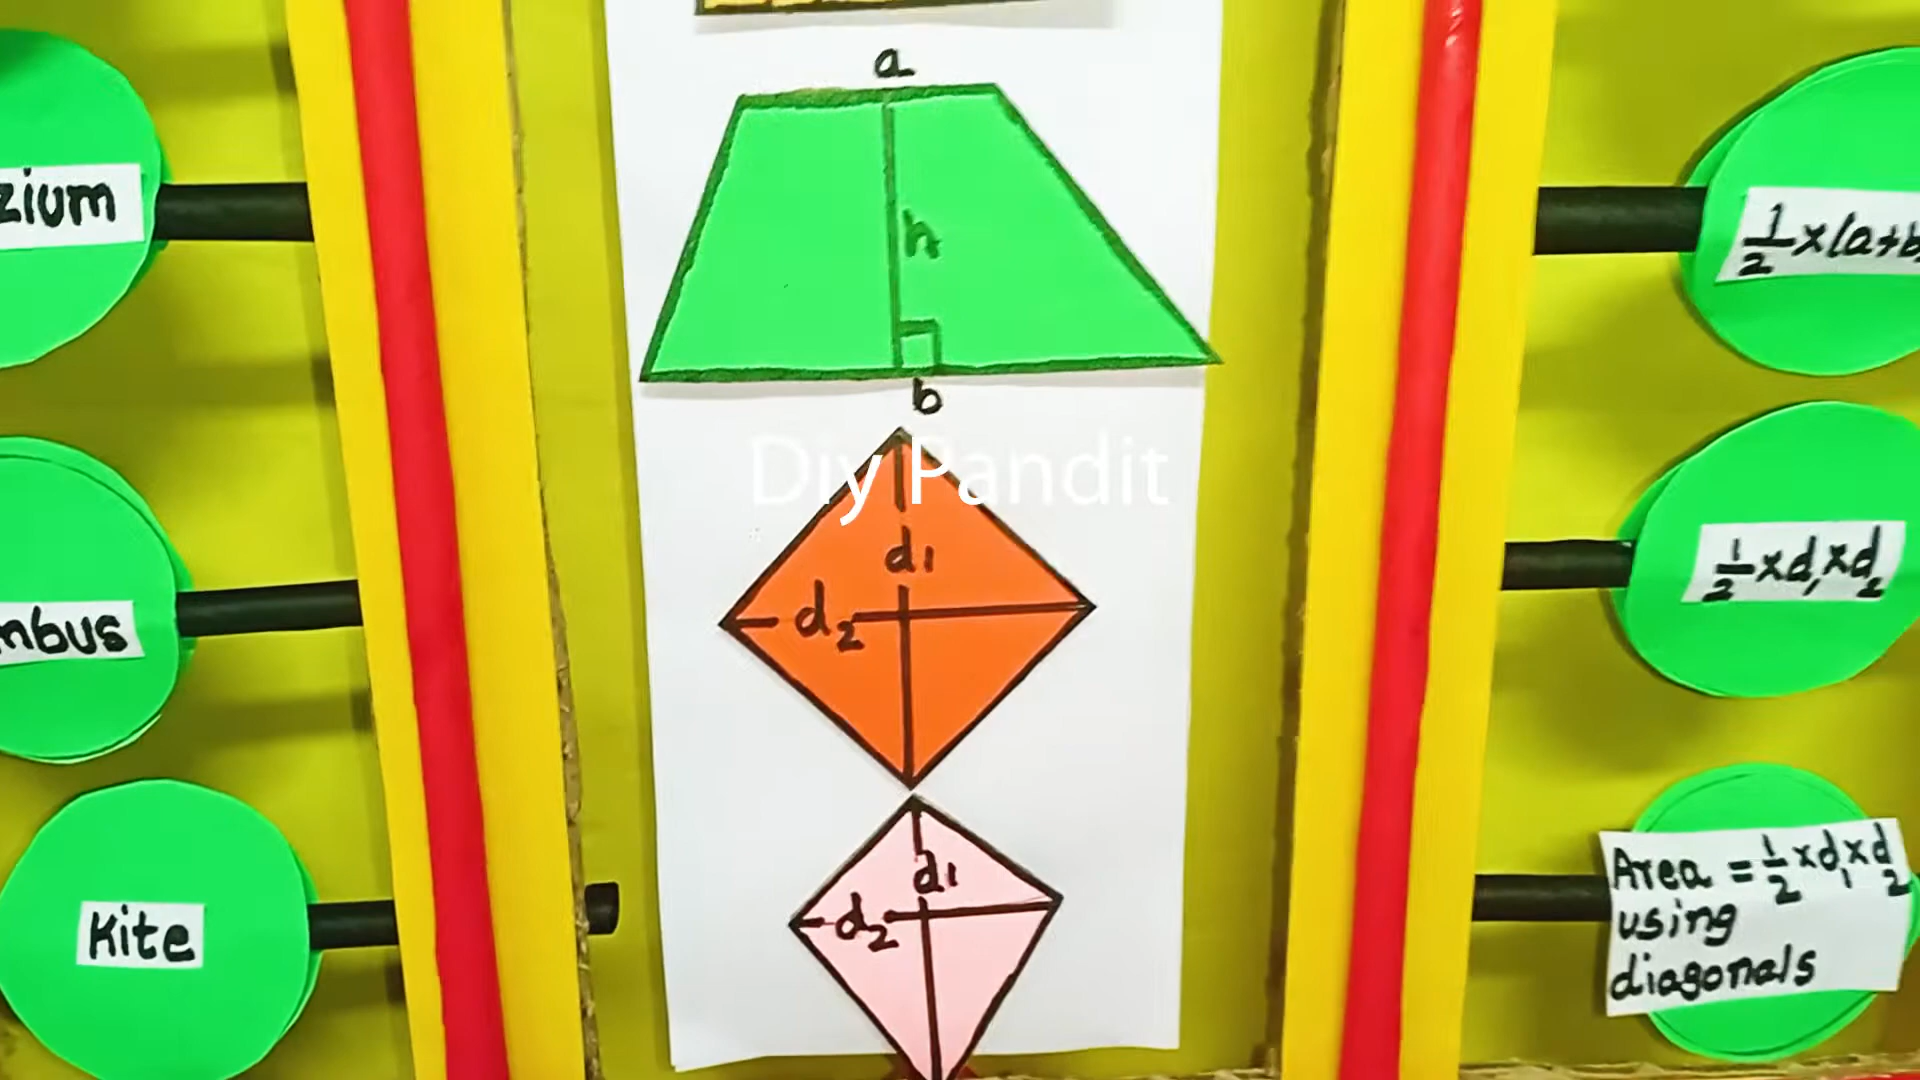 a
h
b
zium
½×(a+b
Diy Pandit
d₁
d₂
mbus
½×d₁×d₂
d₁
d₂
Kite
Area = ½×d₁×d₂
using
diagonals